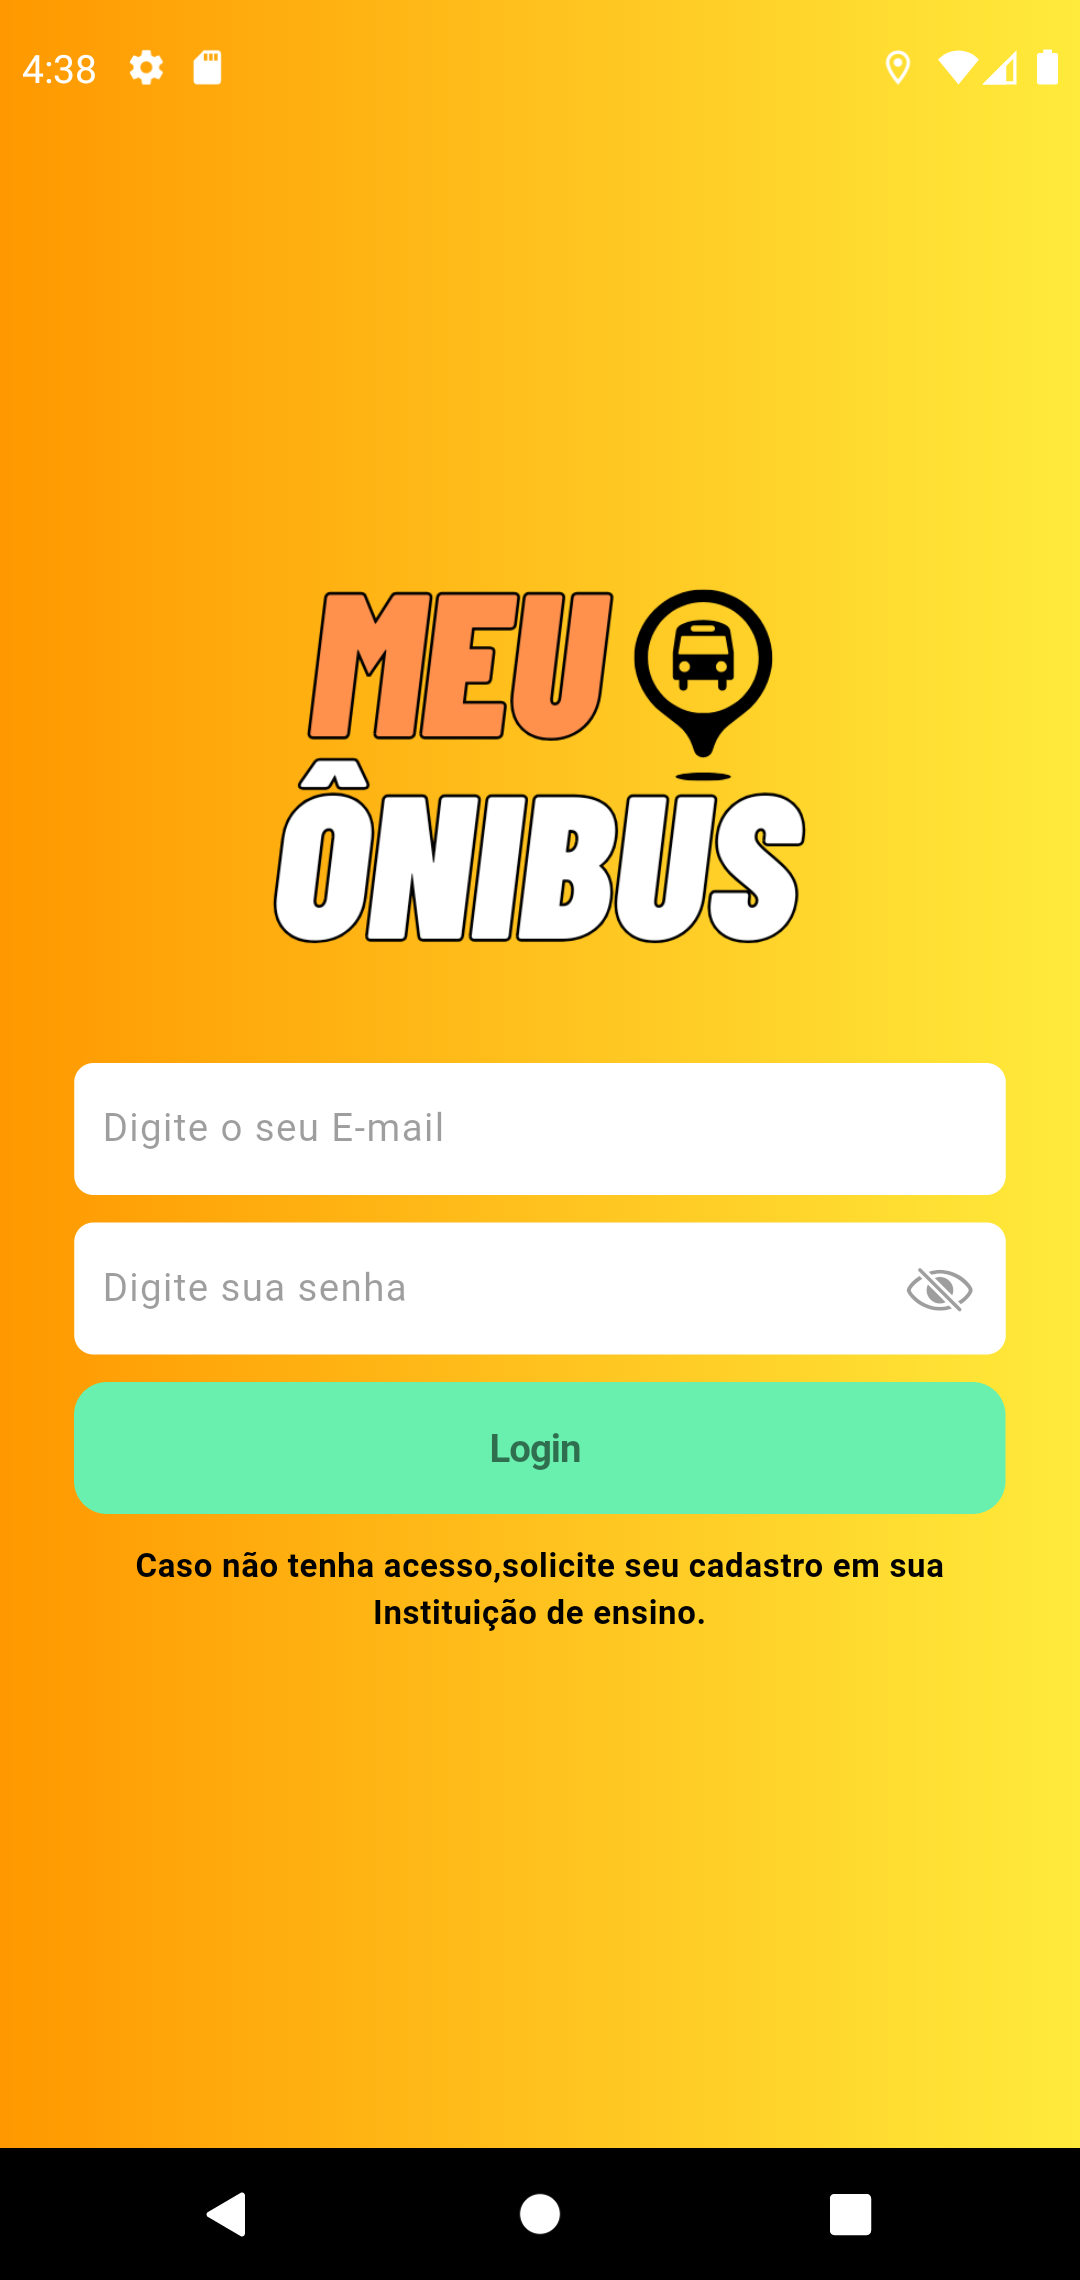 4:38
MEU
ÔNIBUS
Digite o seu E-mail
Digite sua senha
Login
Caso não tenha acesso,solicite seu cadastro em sua
Instituição de ensino.